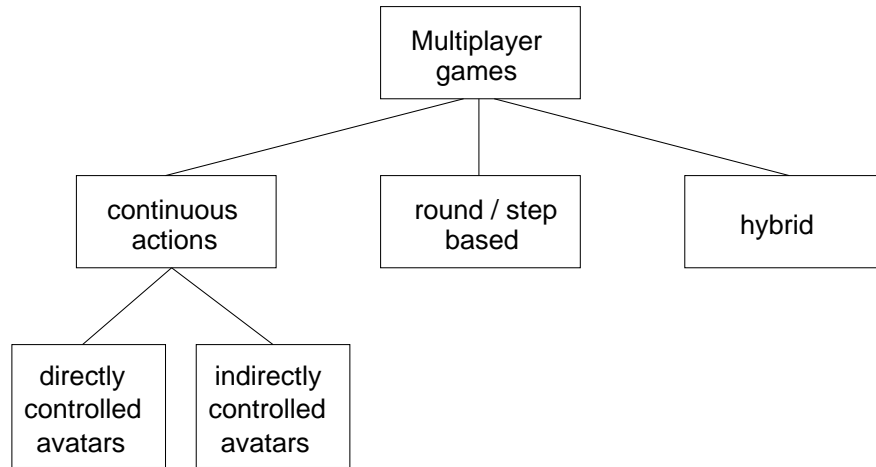 Multiplayer
games
continuous
actions
round / step
based
hybrid
directly
controlled
avatars
indirectly
controlled
avatars